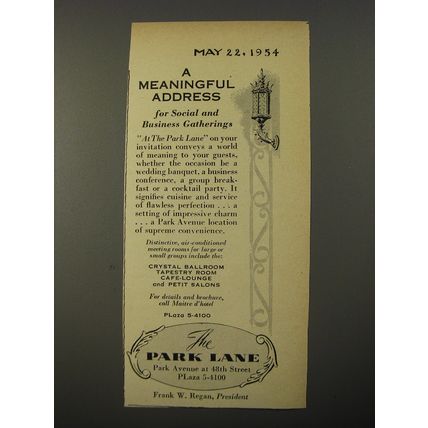 MAY 22, 1954
A
MEANINGFUL
ADDRESS
for Social and
Business Gatherings
"At The Park Lane" on your
invitation conveys a world
of meaning to your guests,
whether the occasion be a
wedding banquet, a business
conference, a group break-
fast or a cocktail party. It
signifies cuisine and service
of flawless perfection . . . a
setting of impressive charm
. . . a Park Avenue location
of supreme convenience.
Distinctive, air-conditioned
meeting rooms for large or
small groups include the:
CRYSTAL BALLROOM
TAPESTRY ROOM
CAFE-LOUNGE
and PETIT SALONS
For details and brochure,
call Maitre d'hotel
PLaza 5-4100
The
PARK LANE
Park Avenue at 48th Street
PLaza 5-4100
Frank W. Regan, President